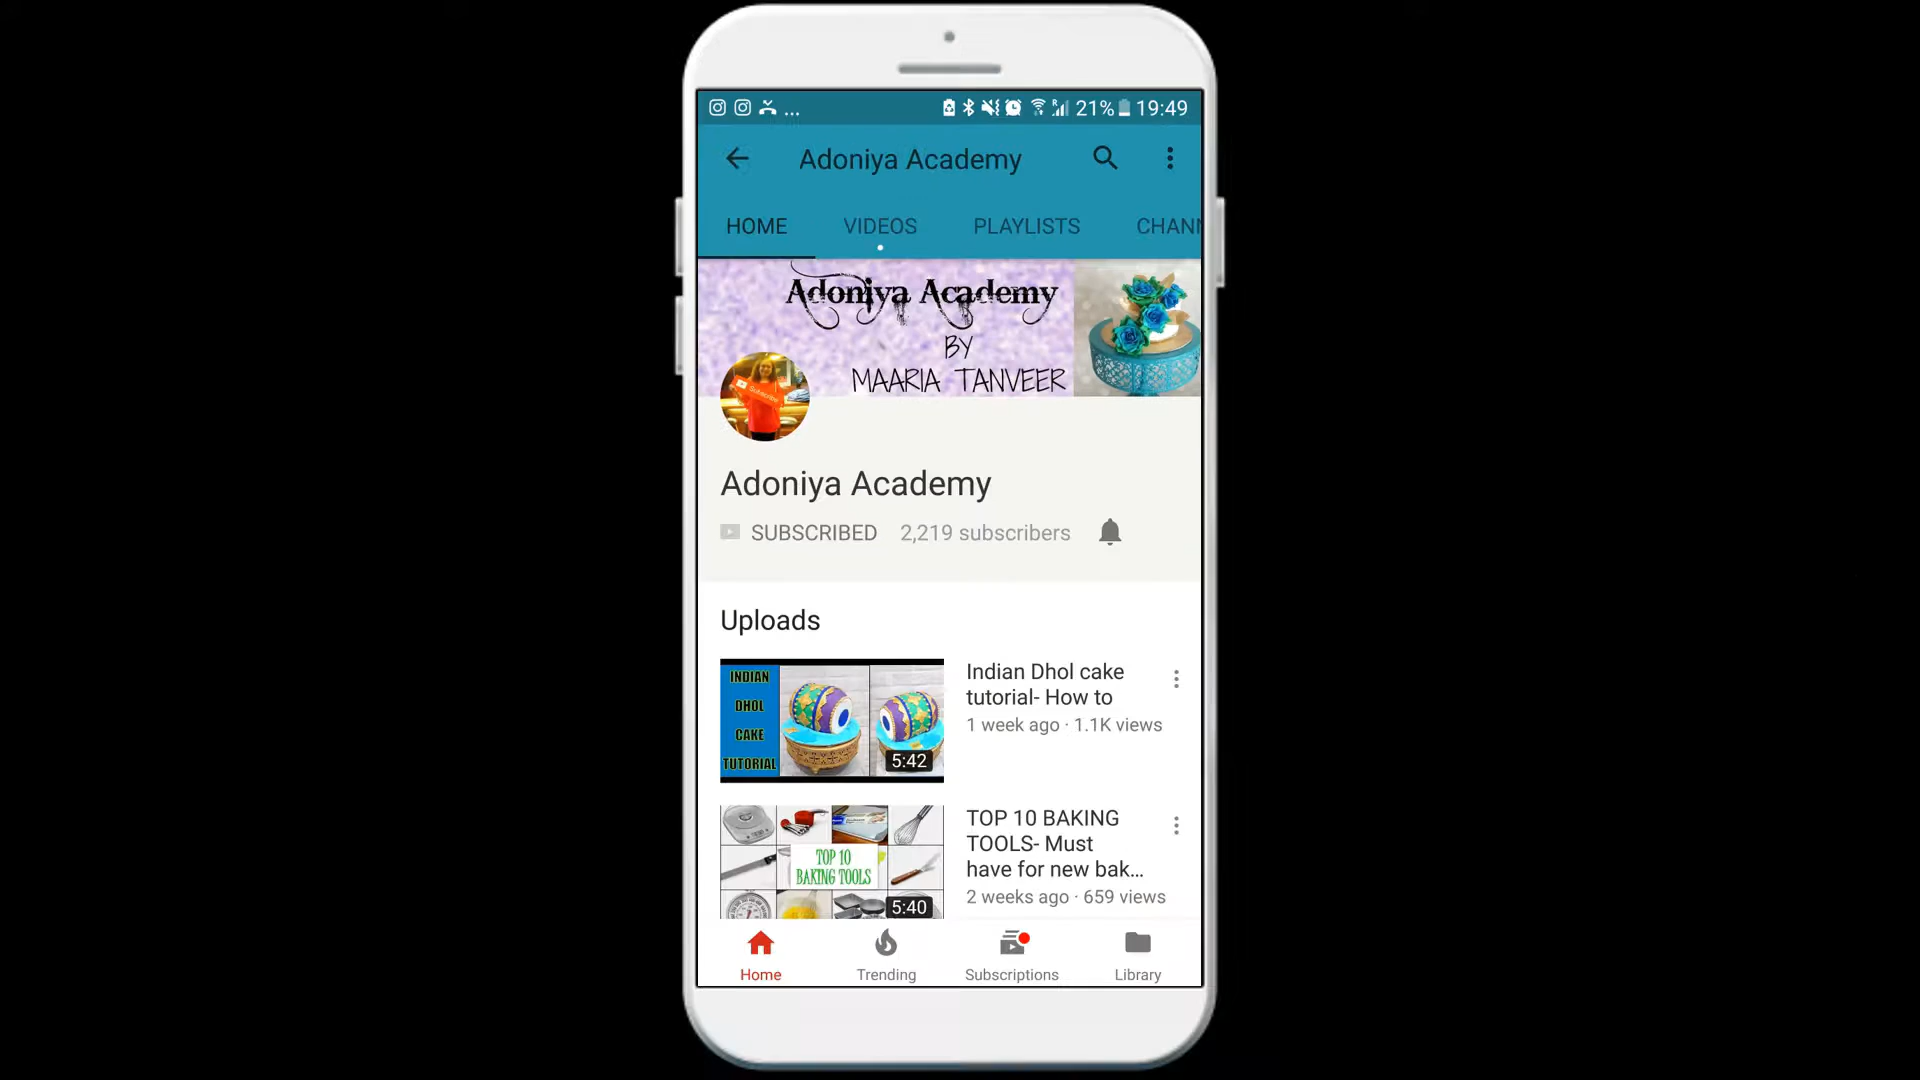 21% 19:49
Adoniya Academy
HOME VIDEOS PLAYLISTS CHANN
Adoniya Academy
BY
MAARIA TANVEER
Subscribe
Adoniya Academy
SUBSCRIBED 2,219 subscribers
Uploads
INDIAN
DHOL
CAKE
TUTORIAL
5:42
Indian Dhol cake
tutorial- How to
1 week ago · 1.1K views
TOP 10
BAKING TOOLS
5:40
TOP 10 BAKING
TOOLS- Must
have for new bak...
2 weeks ago · 659 views
Home Trending Subscriptions Library